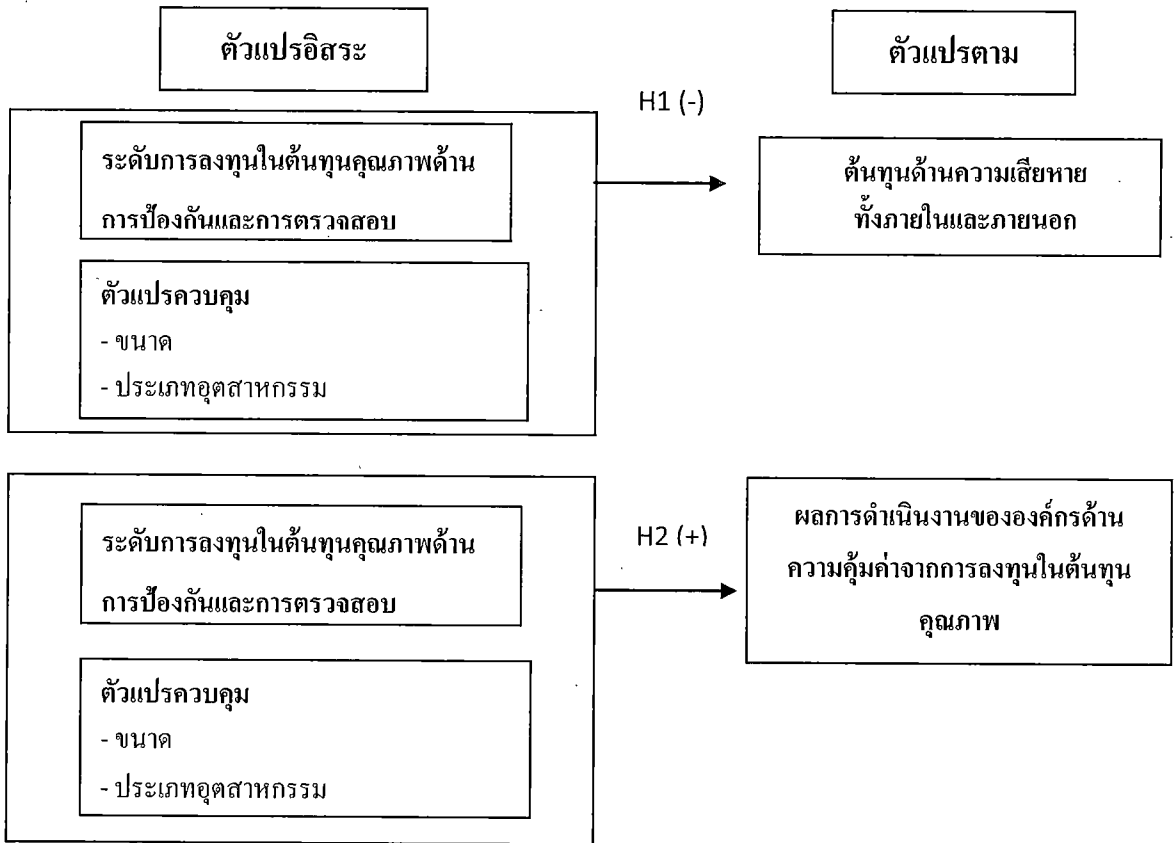 ตัวแปรอิสระ
ตัวแปรตาม
H1 (-)
ระดับการลงทุนในต้นทุนคุณภาพด้าน
การป้องกันและการตรวจสอบ
ต้นทุนด้านความเสียหาย
ทั้งภายในและภายนอก
ตัวแปรควบคุม
- ขนาด
- ประเภทอุตสาหกรรม
ระดับการลงทุนในต้นทุนคุณภาพด้าน
การป้องกันและการตรวจสอบ
H2 (+)
ผลการดำเนินงานขององค์กรด้าน
ความคุ้มค่าจากการลงทุนในต้นทุน
คุณภาพ
ตัวแปรควบคุม
- ขนาด
- ประเภทอุตสาหกรรม